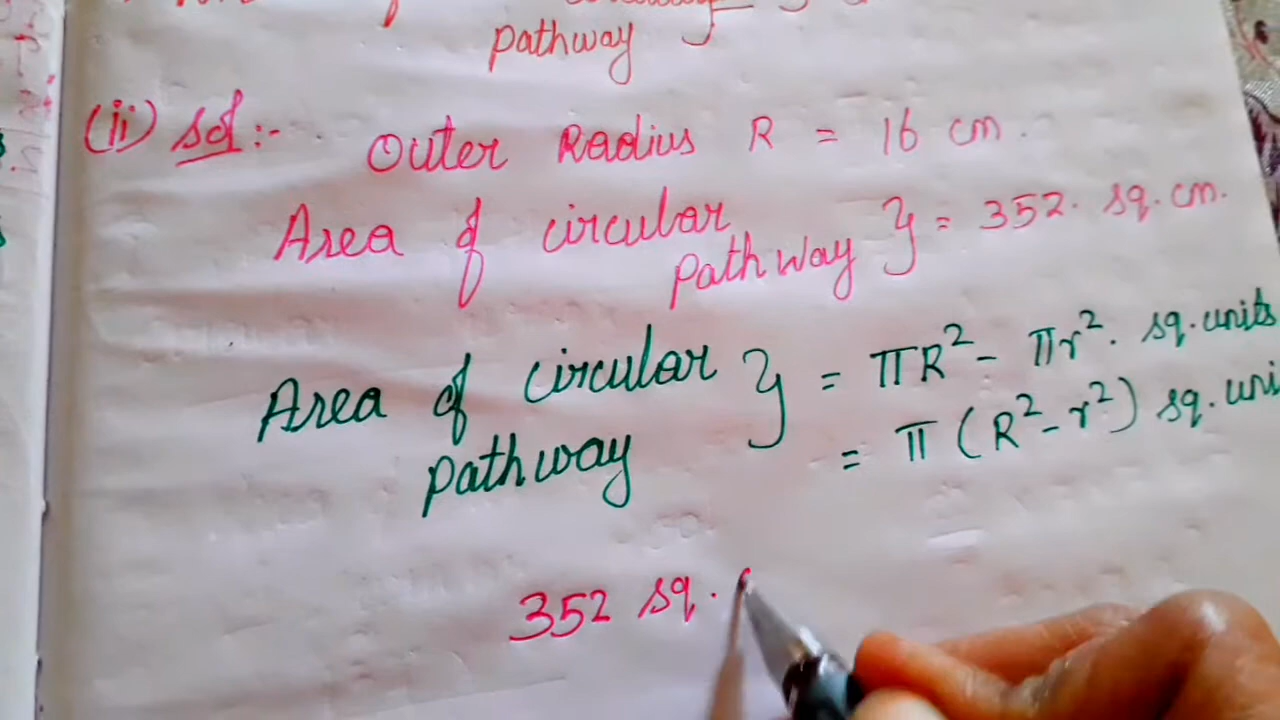 pathway
(ii) sol :- Outer Radius R = 16 cm.
Area of circular pathway } = 352. sq. cm.
Area of circular pathway } = πR² - πr². sq. units
= π (R² - r²) sq. uni
352 sq.